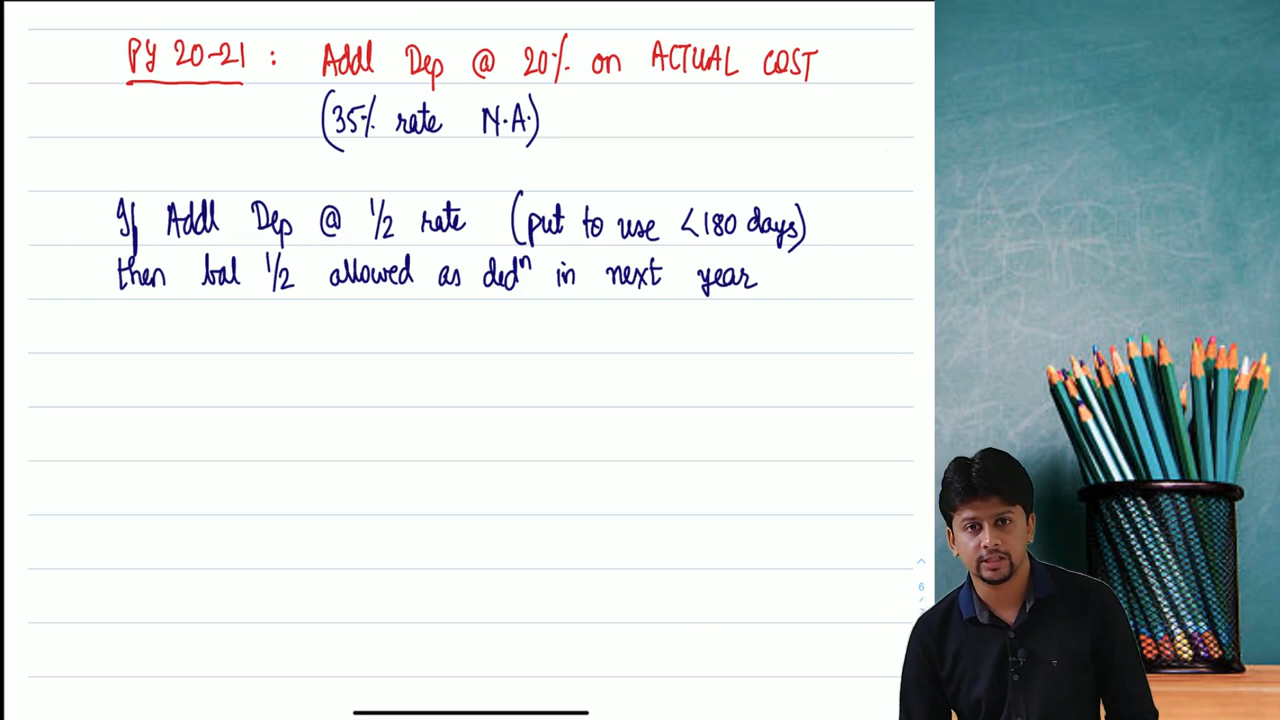 PY 20-21 : Addl Dep @ 20% on ACTUAL COST
(35% rate N.A.)
If Addl Dep @ 1/2 rate (put to use <180 days)
then bal 1/2 allowed as dedⁿ in next year
6